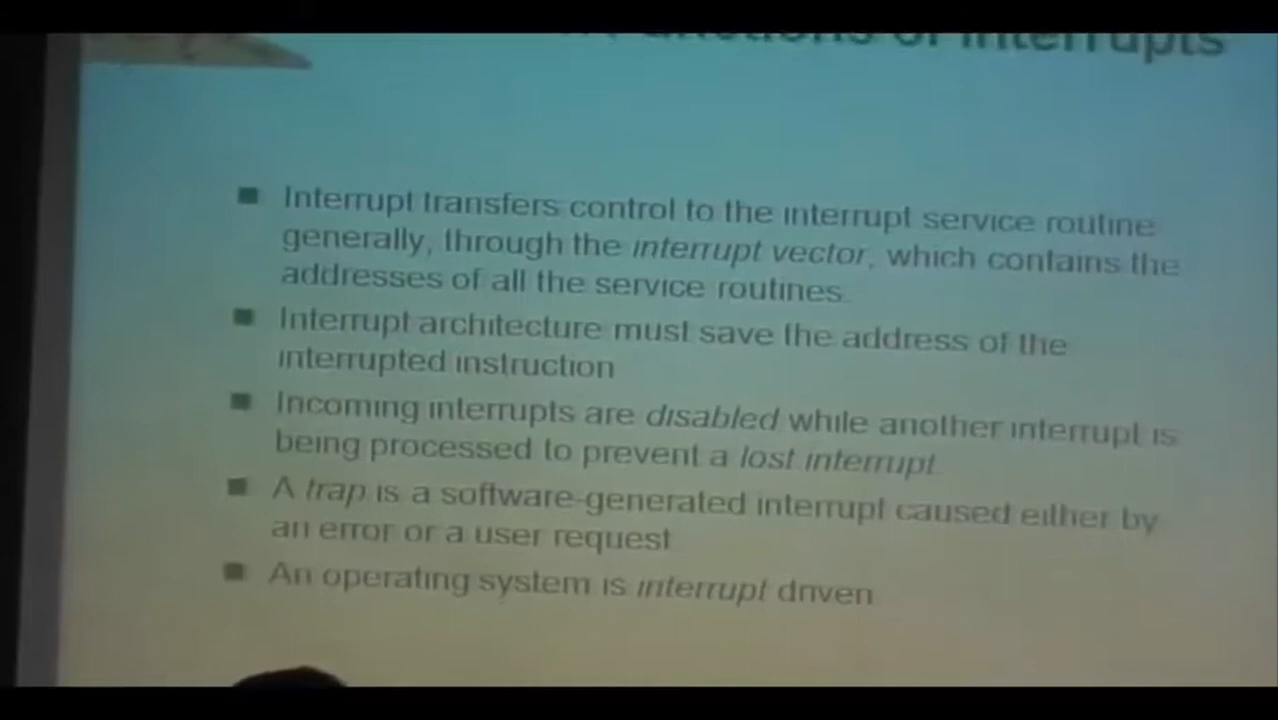 Functions of Interrupts
Interrupt transfers control to the interrupt service routine
generally, through the interrupt vector, which contains the
addresses of all the service routines.
Interrupt architecture must save the address of the
interrupted instruction
Incoming interrupts are disabled while another interrupt is
being processed to prevent a lost interrupt
A trap is a software-generated interrupt caused either by
an error or a user request
An operating system is interrupt driven